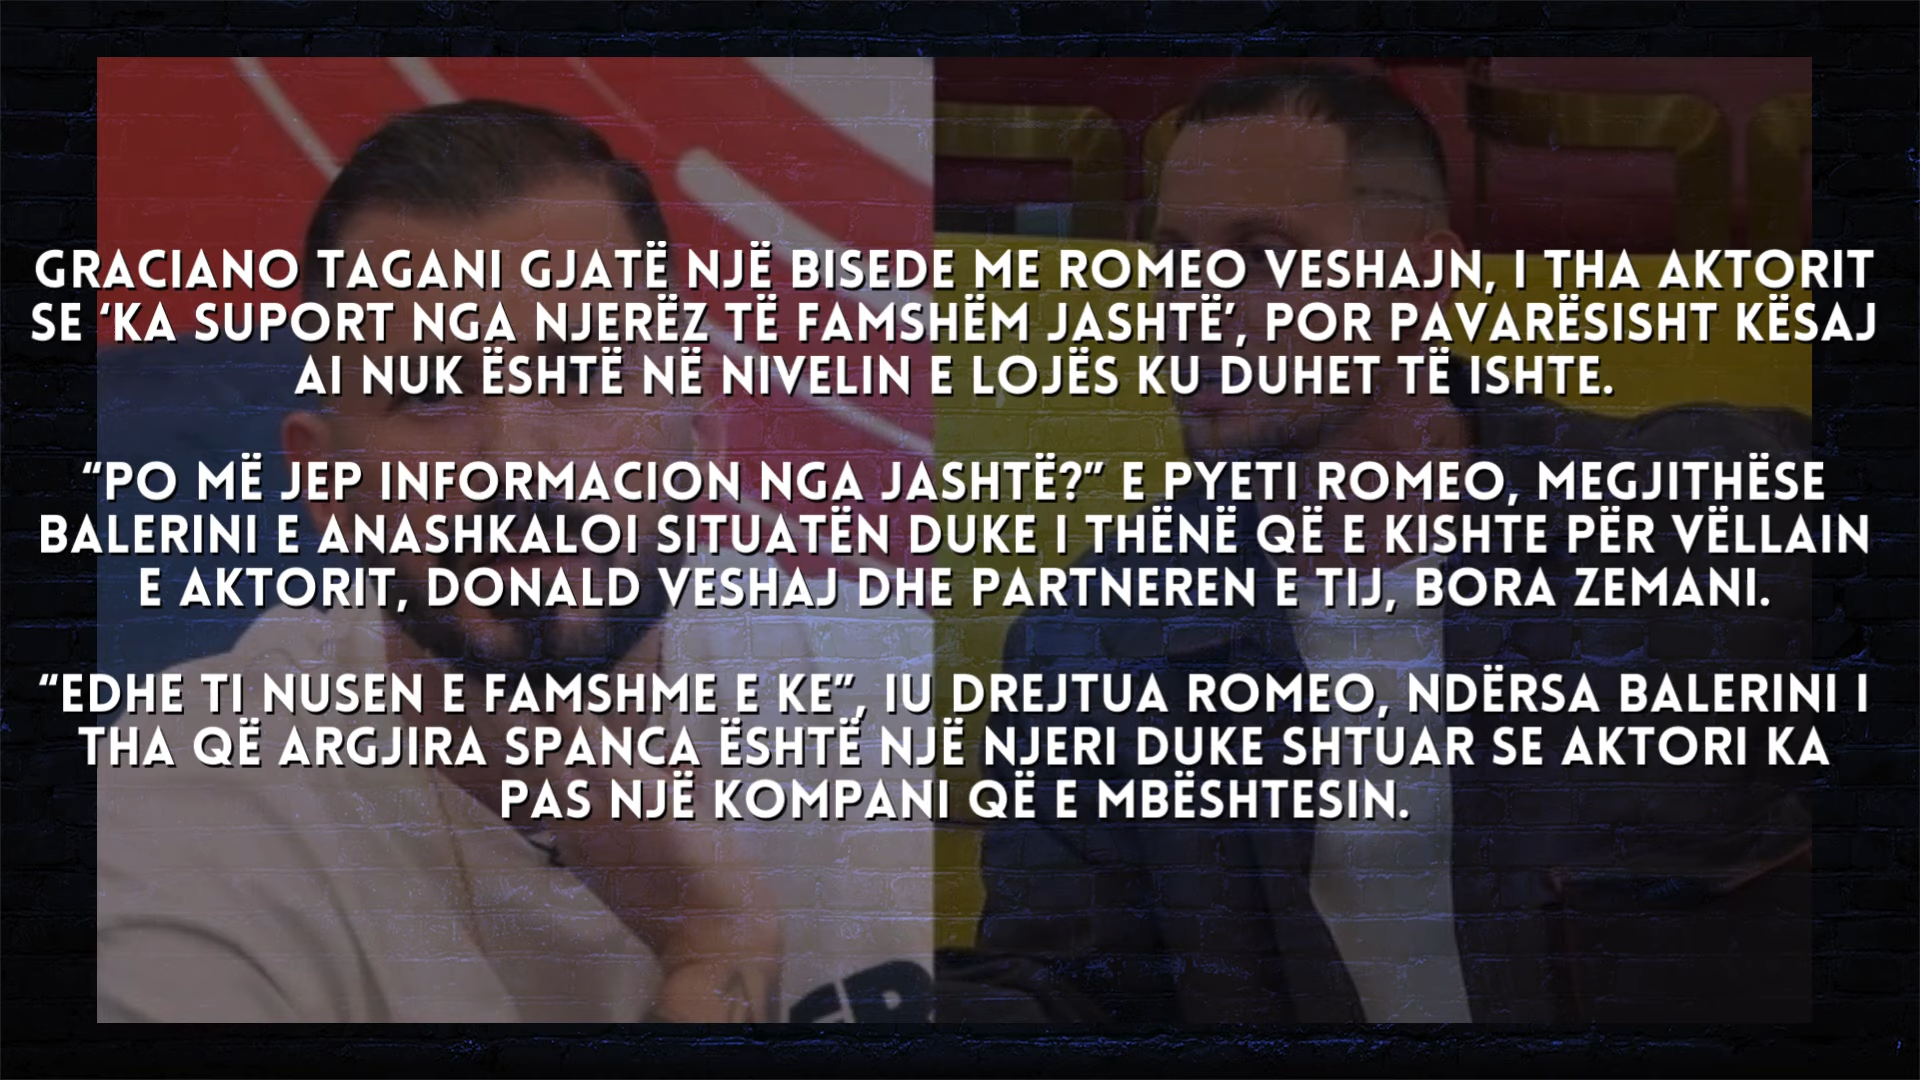 GRACIANO TAGANI GJATË NJË BISEDE ME ROMEO VESHAJN, I THA AKTORIT
SE ‘KA SUPORT NGA NJERËZ TË FAMSHËM JASHTË’, POR PAVARËSISHT KËSAJ
AI NUK ËSHTË NË NIVELIN E LOJËS KU DUHET TË ISHTE.
“PO MË JEP INFORMACION NGA JASHTË?” E PYETI ROMEO, MEGJITHËSE
BALERINI E ANASHKALOI SITUATËN DUKE I THËNË QË E KISHTE PËR VËLLAIN
E AKTORIT, DONALD VESHAJ DHE PARTNEREN E TIJ, BORA ZEMANI.
“EDHE TI NUSEN E FAMSHME E KE”, IU DREJTUA ROMEO, NDËRSA BALERINI I
THA QË ARGJIRA SPANCA ËSHTË NJË NJERI DUKE SHTUAR SE AKTORI KA
PAS NJË KOMPANI QË E MBËSHTESIN.